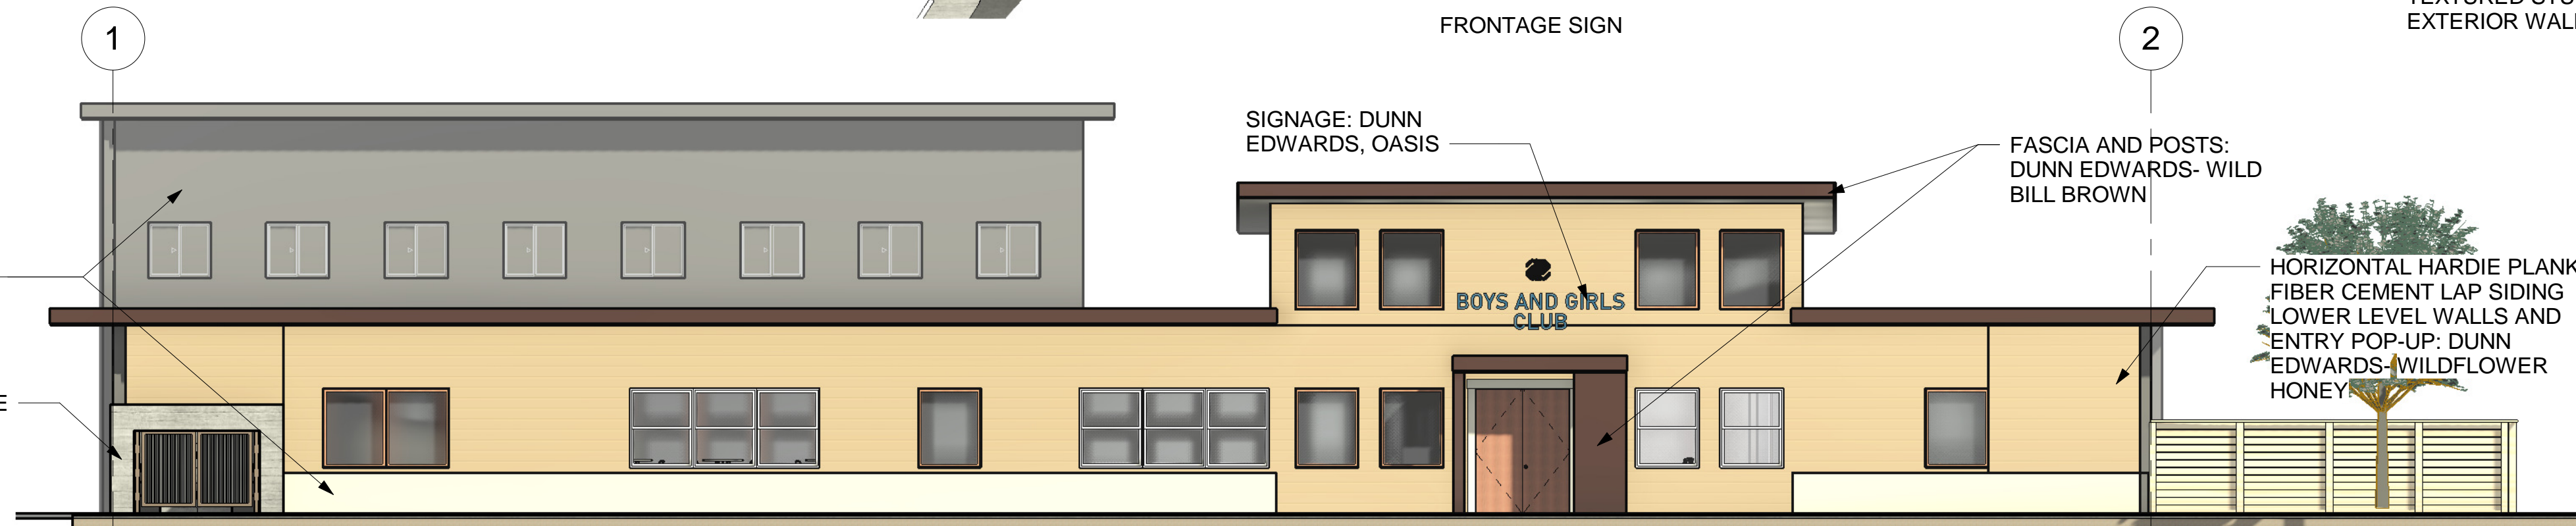 FRONTAGE SIGN
EXTERIOR WALL
1
2
SIGNAGE: DUNN
EDWARDS, OASIS
FASCIA AND POSTS:
DUNN EDWARDS- WILD
BILL BROWN
HORIZONTAL HARDIE PLANK
FIBER CEMENT LAP SIDING
LOWER LEVEL WALLS AND
ENTRY POP-UP: DUNN
EDWARDS- WILDFLOWER
HONEY
BOYS AND GIRLS
CLUB
E